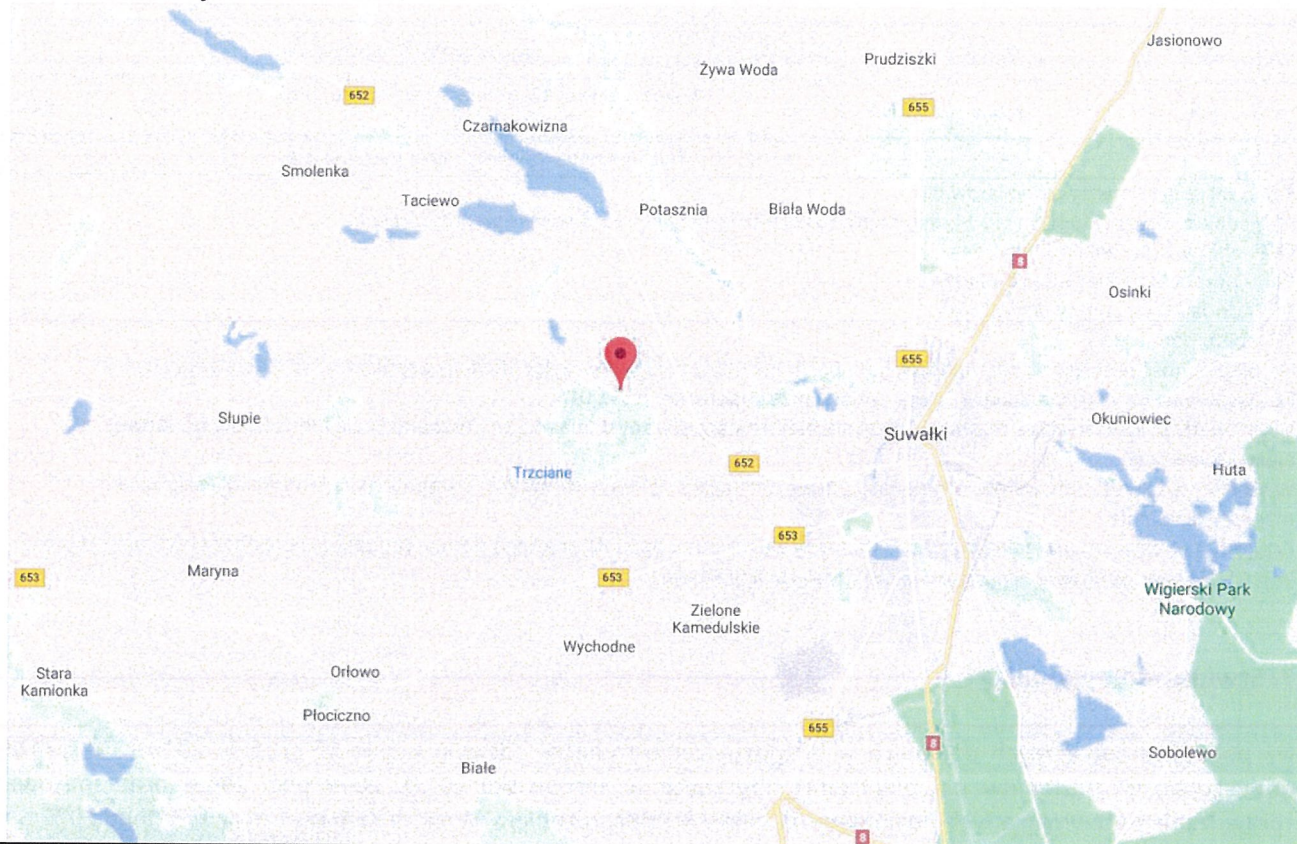 Jasionowo
Żywa Woda
Prudziszki
652
655
Czarnakowizna
Smolenka
Taciewo
Potasznia
Biała Woda
8
Osinki
655
Słupie
Okuniowiec
Suwałki
652
Huta
Trzciane
653
Maryna
653
653
Wigierski Park
Narodowy
Zielone
Kamedulskie
Wychodne
Stara
Kamionka
Orłowo
Płociczno
655
8
Sobolewo
Białe
8